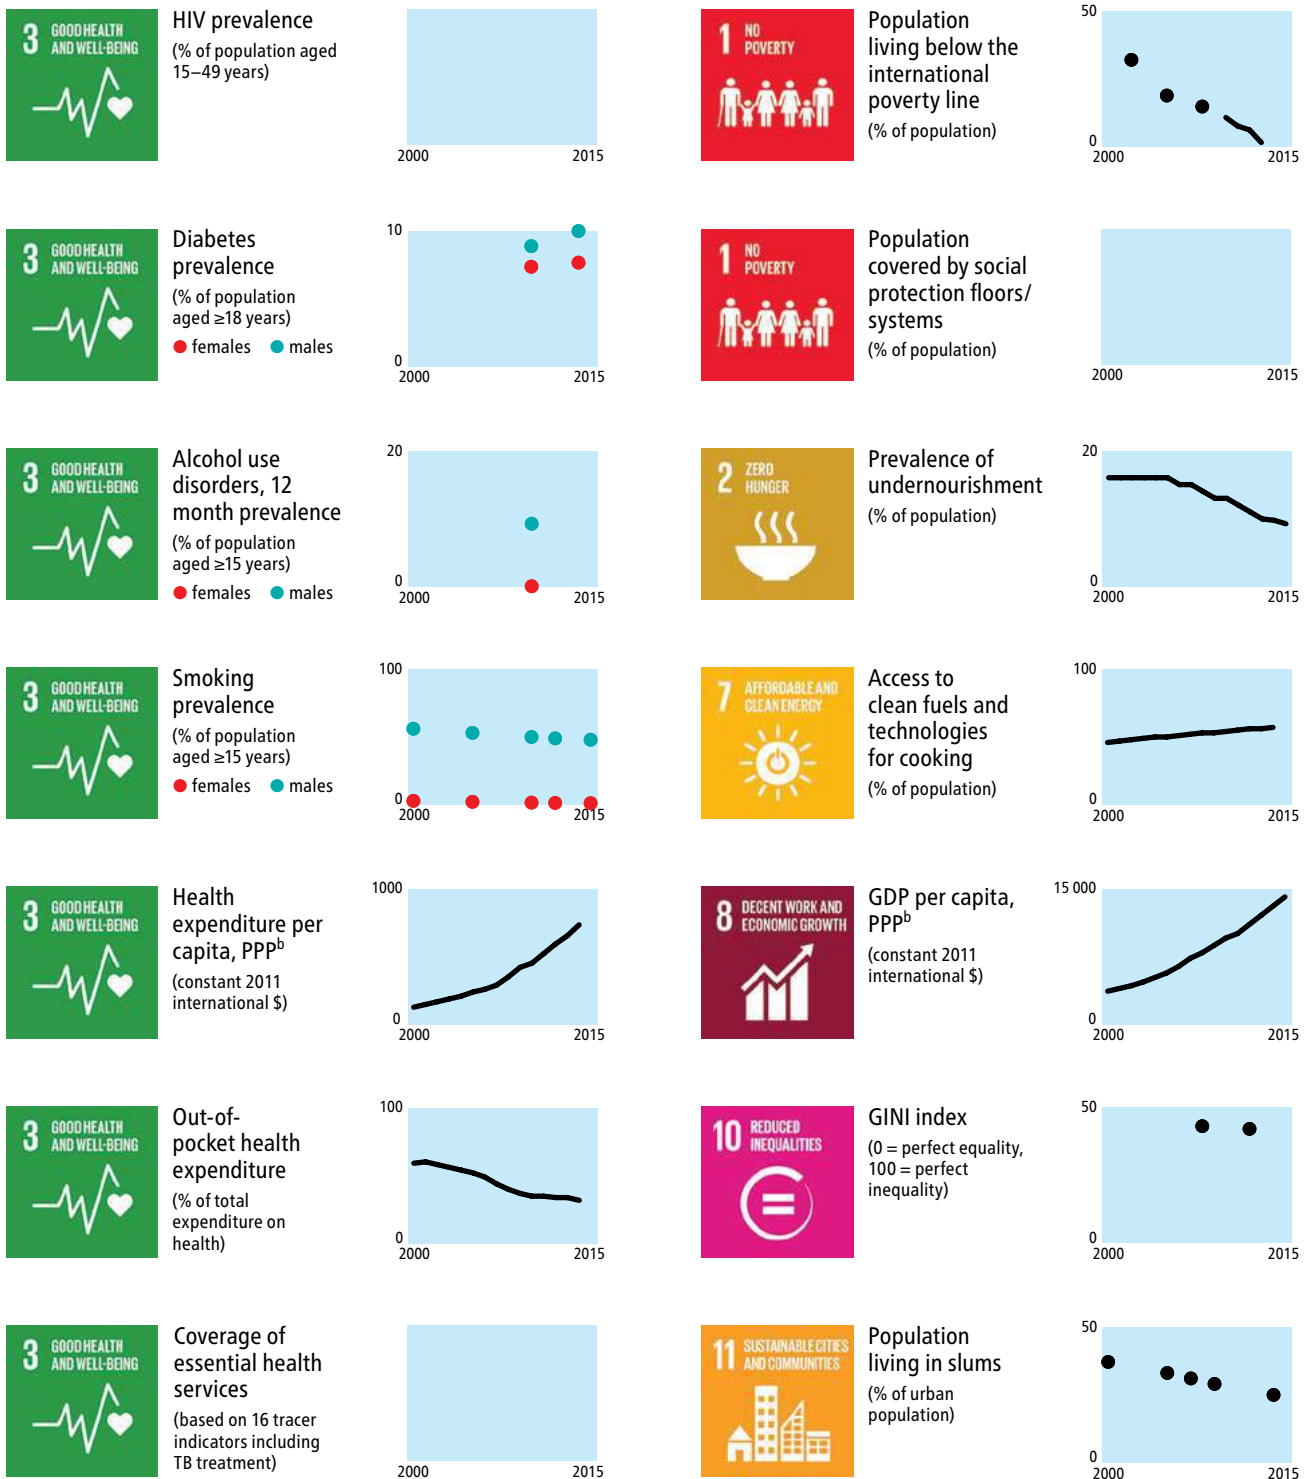 3 GOOD HEALTH
AND WELL-BEING
HIV prevalence
(% of population aged
15–49 years)
2000 2015
3 GOOD HEALTH
AND WELL-BEING
Diabetes
prevalence
(% of population
aged ≥18 years)
females males
10
0
2000 2015
3 GOOD HEALTH
AND WELL-BEING
Alcohol use
disorders, 12
month prevalence
(% of population
aged ≥15 years)
females males
20
0
2000 2015
3 GOOD HEALTH
AND WELL-BEING
Smoking
prevalence
(% of population
aged ≥15 years)
females males
100
0
2000 2015
3 GOOD HEALTH
AND WELL-BEING
Health
expenditure per
capita, PPPb
(constant 2011
international $)
1000
0
2000 2015
3 GOOD HEALTH
AND WELL-BEING
Out-of-
pocket health
expenditure
(% of total
expenditure on
health)
100
0
2000 2015
3 GOOD HEALTH
AND WELL-BEING
Coverage of
essential health
services
(based on 16 tracer
indicators including
TB treatment)
2000 2015
1 NO
POVERTY
Population
living below the
international
poverty line
(% of population)
50
0
2000 2015
1 NO
POVERTY
Population
covered by social
protection floors/
systems
(% of population)
2000 2015
2 ZERO
HUNGER
Prevalence of
undernourishment
(% of population)
20
0
2000 2015
7 AFFORDABLE AND
CLEAN ENERGY
Access to
clean fuels and
technologies
for cooking
(% of population)
100
0
2000 2015
8 DECENT WORK AND
ECONOMIC GROWTH
GDP per capita,
PPPb
(constant 2011
international $)
15 000
0
2000 2015
10 REDUCED
INEQUALITIES
GINI index
(0 = perfect equality,
100 = perfect
inequality)
50
0
2000 2015
11 SUSTAINABLE CITIES
AND COMMUNITIES
Population
living in slums
(% of urban
population)
50
0
2000 2015